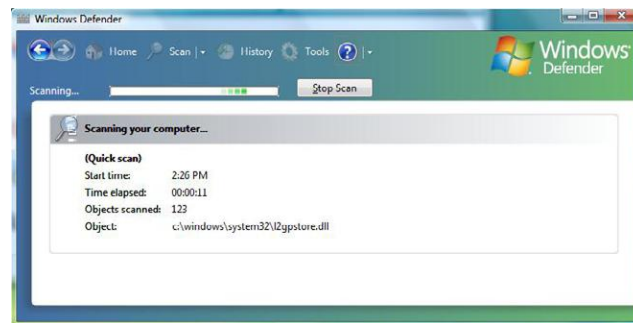 Windows Defender
Home Scan History Tools ?
Windows
Defender
Scanning... Stop Scan
Scanning your computer...
(Quick scan)
Start time: 2:26 PM
Time elapsed: 00:00:11
Objects scanned: 123
Object: c:\windows\system32\l2gpstore.dll